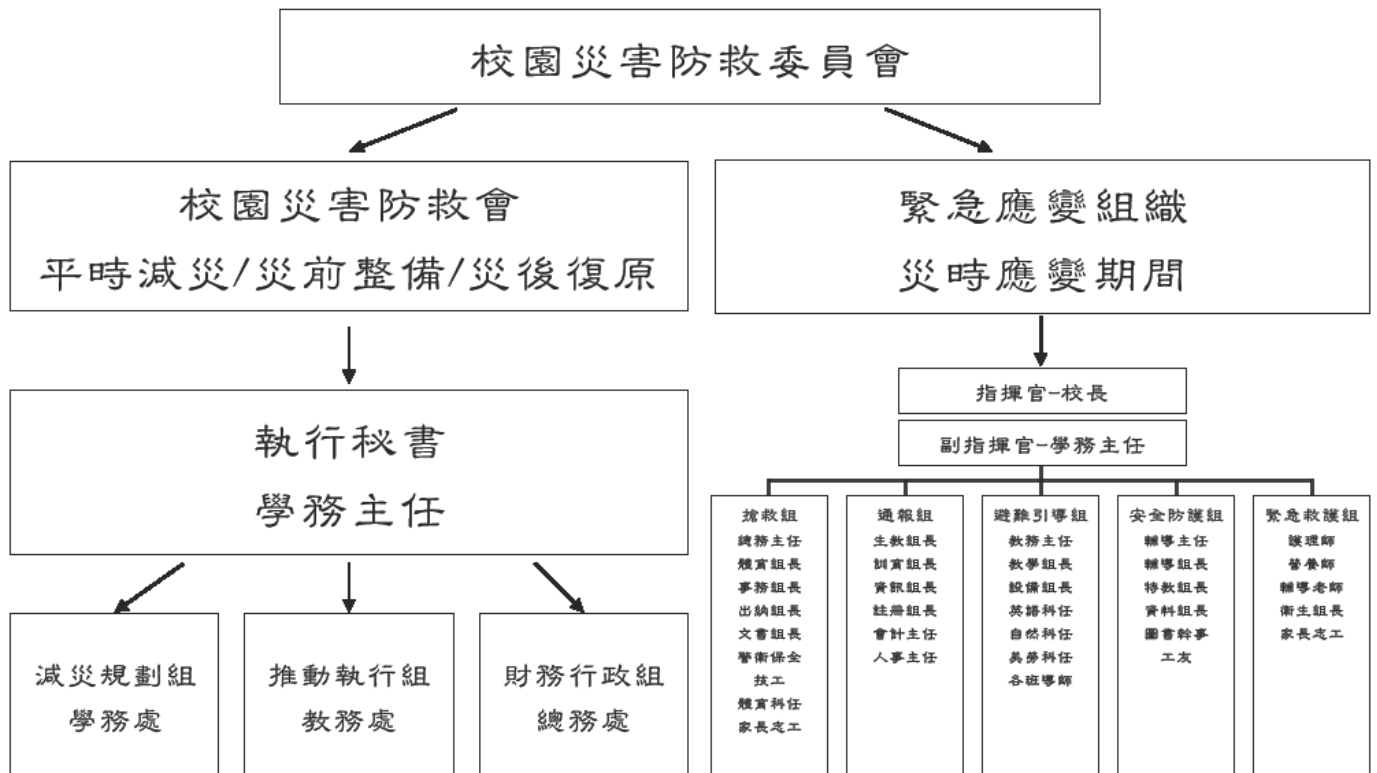 校園災害防救委員會
校園災害防救會
平時減災/災前整備/災後復原
執行秘書
學務主任
減災規劃組
學務處
推動執行組
教務處
財務行政組
總務處
緊急應變組織
災時應變期間
指揮官-校長
副指揮官-學務主任
搶救組
總務主任
體育組長
事務組長
出納組長
文書組長
警衛保全
技工
體育科任
家長志工
通報組
生教組長
訓育組長
資訊組長
註冊組長
會計主任
人事主任
避難引導組
教務主任
教學組長
設備組長
英語科任
自然科任
美勞科任
各班導師
安全防護組
輔導主任
輔導組長
特教組長
資料組長
圖書幹事
工友
緊急救護組
護理師
營養師
輔導老師
衛生組長
家長志工